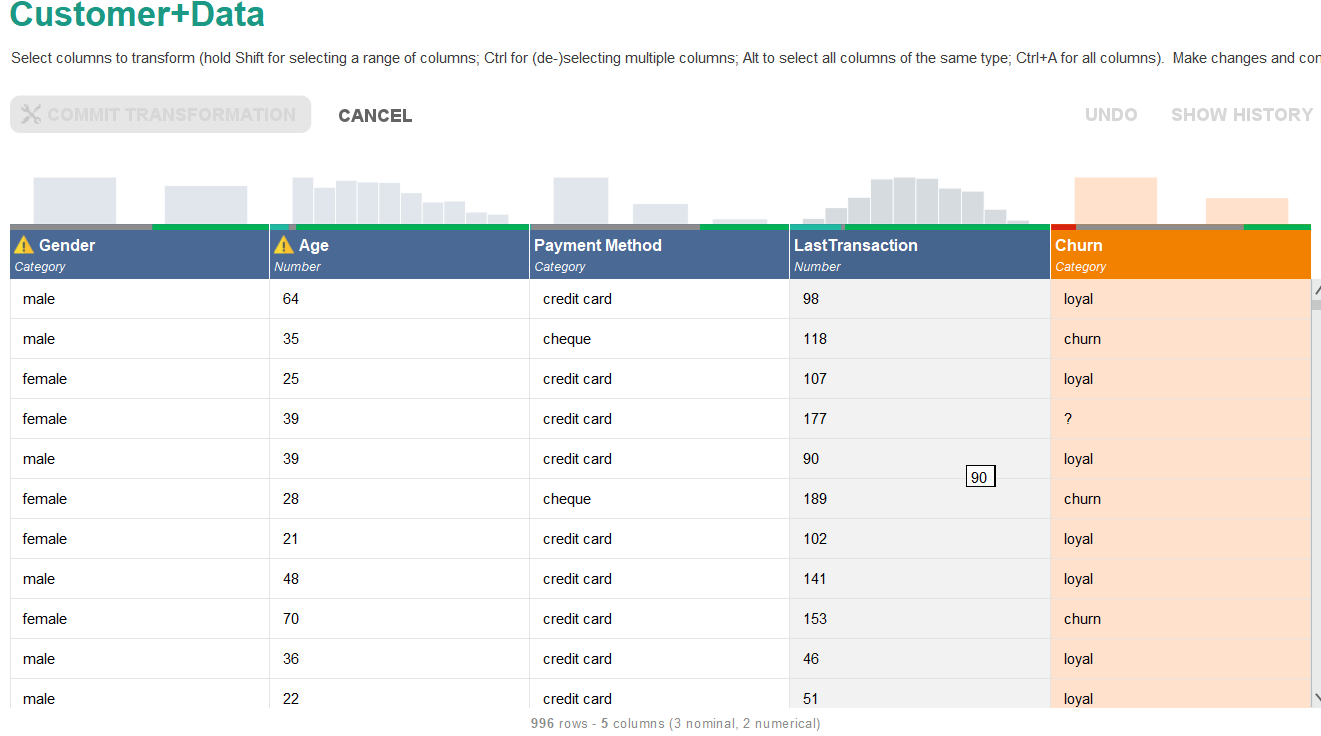 Customer+Data
Select columns to transform (hold Shift for selecting a range of columns; Ctrl for (de-)selecting multiple columns; Alt to select all columns of the same type; Ctrl+A for all columns). Make changes and con
COMMIT TRANSFORMATION CANCEL UNDO SHOW HISTORY
Gender Age Payment Method LastTransaction Churn
Category Number Category Number Category
male 64 credit card 98 loyal
male 35 cheque 118 churn
female 25 credit card 107 loyal
female 39 credit card 177 ?
male 39 credit card 90 loyal
90
female 28 cheque 189 churn
female 21 credit card 102 loyal
male 48 credit card 141 loyal
female 70 credit card 153 churn
male 36 credit card 46 loyal
male 22 credit card 51 loyal
996 rows - 5 columns (3 nominal, 2 numerical)